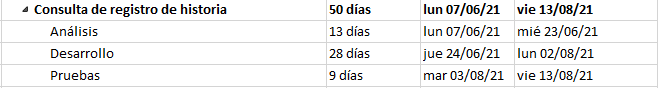 Consulta de registro de historia 50 días lun 07/06/21 vie 13/08/21
Análisis 13 días lun 07/06/21 mié 23/06/21
Desarrollo 28 días jue 24/06/21 lun 02/08/21
Pruebas 9 días mar 03/08/21 vie 13/08/21